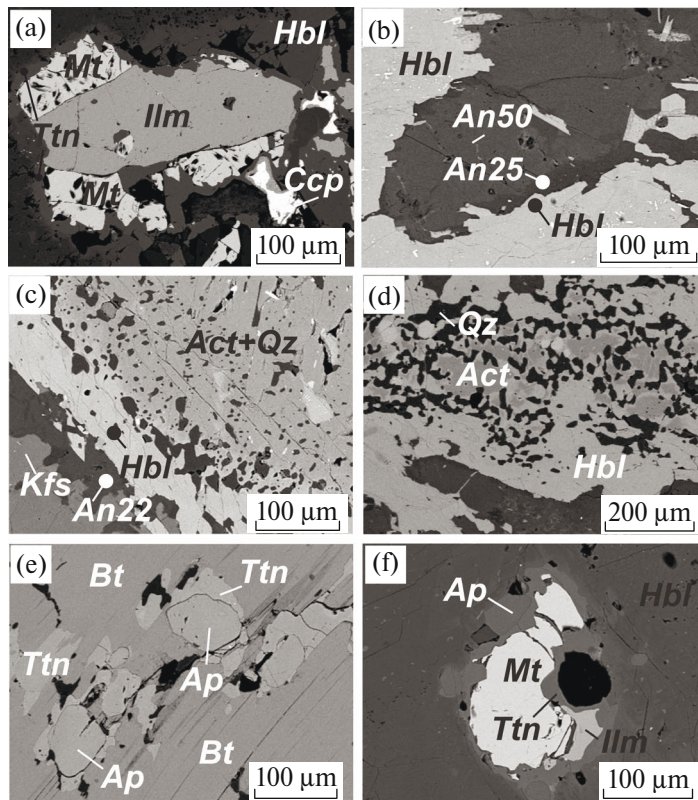 (a)
Hbl
Mt
Ilm
Ttn
Mt
Ccp
100 µm
(b)
Hbl
An50
An25
Hbl
100 µm
(c)
Act+Qz
Hbl
Kfs
An22
100 µm
(d)
Qz
Act
Hbl
200 µm
(e)
Bt
Ttn
Ttn
Ap
Bt
Ap
100 µm
(f)
Ap
Hbl
Mt
Ttn
Ilm
100 µm